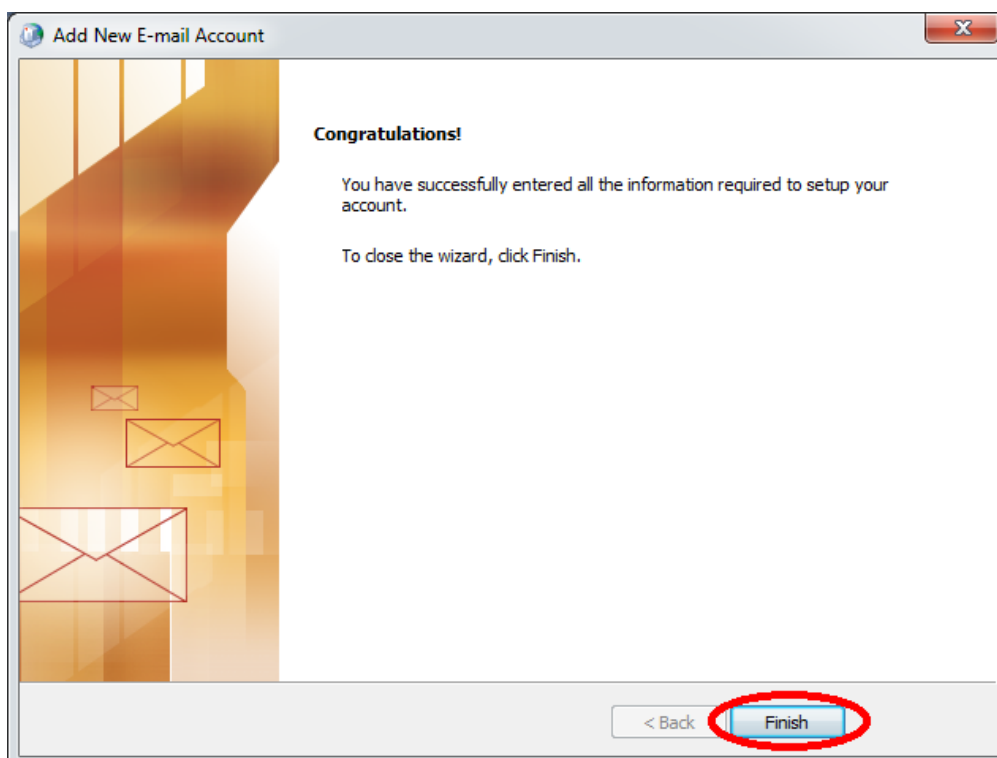 Add New E-mail Account
X
Congratulations!
You have successfully entered all the information required to setup your
account.
To close the wizard, click Finish.
< Back
Finish